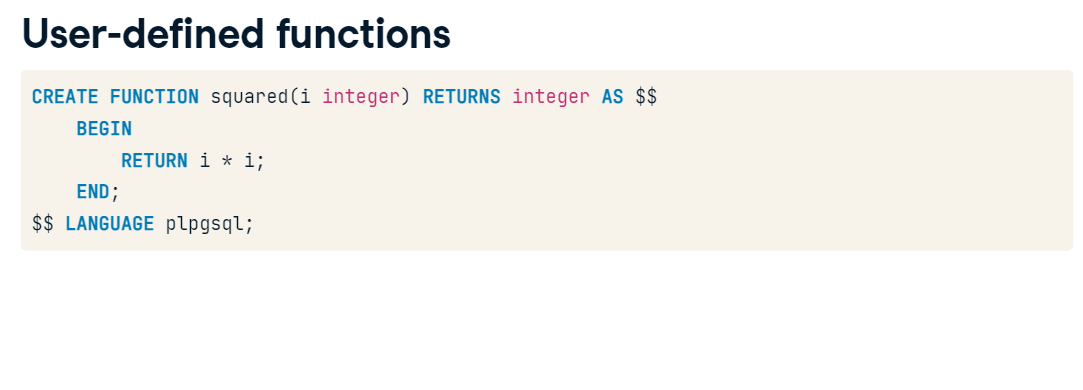 User-defined functions
CREATE FUNCTION squared(i integer) RETURNS integer AS $$
    BEGIN
        RETURN i * i;
    END;
$$ LANGUAGE plpgsql;